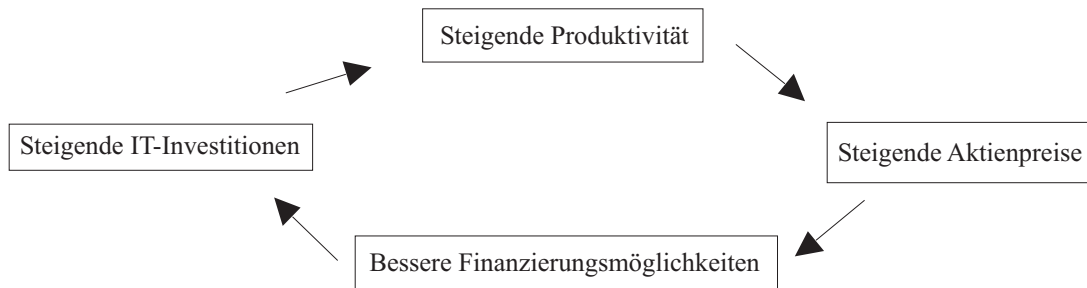 Steigende Produktivität
Steigende IT-Investitionen
Steigende Aktienpreise
Bessere Finanzierungsmöglichkeiten